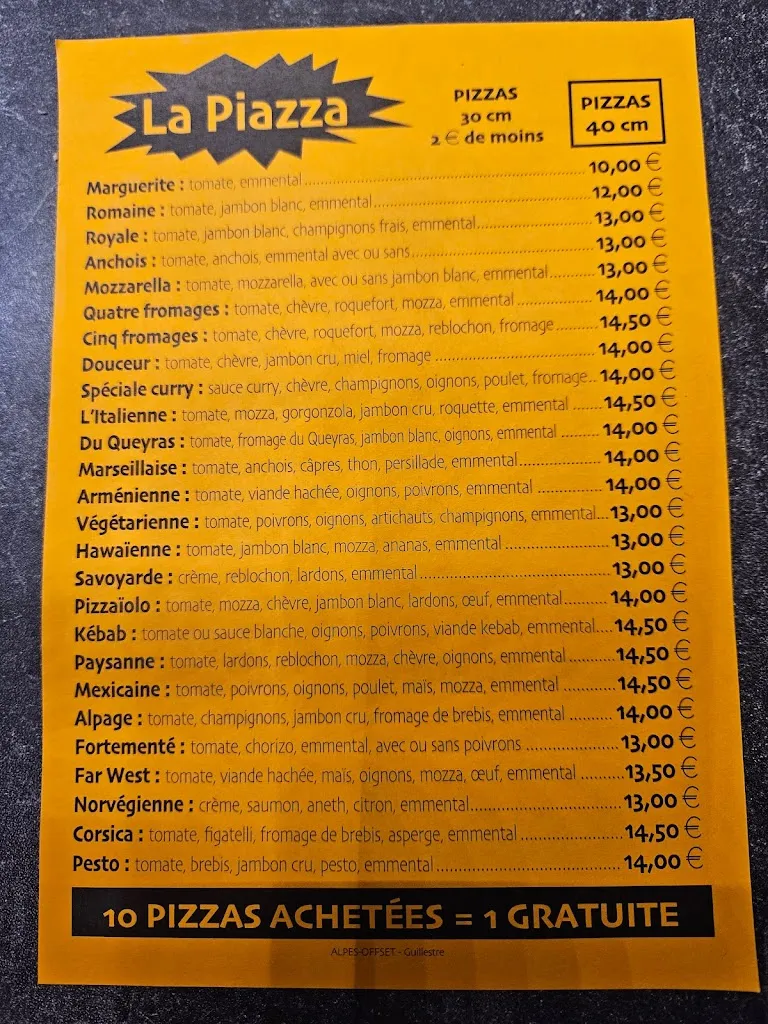 La Piazza
PIZZAS
30 cm
2 € de moins
PIZZAS
40 cm
Marguerite : tomate, emmental 10,00 €
Romaine : tomate, jambon blanc, emmental 12,00 €
Royale : tomate, jambon blanc, champignons frais, emmental 13,00 €
Anchois : tomate, anchois, emmental avec ou sans 13,00 €
Mozzarella : tomate, mozzarella, avec ou sans jambon blanc, emmental 13,00 €
Quatre fromages : tomate, chèvre, roquefort, mozza, emmental 14,00 €
Cinq fromages : tomate, chèvre, roquefort, mozza, reblochon, fromage 14,50 €
Douceur : tomate, chèvre, jambon cru, miel, fromage 14,00 €
Spéciale curry : sauce curry, chèvre, champignons, oignons, poulet, fromage 14,00 €
L'Italienne : tomate, mozza, gorgonzola, jambon cru, roquette, emmental 14,50 €
Du Queyras : tomate, fromage du Queyras, jambon blanc, oignons, emmental 14,00 €
Marseillaise : tomate, anchois, câpres, thon, persillade, emmental 14,00 €
Arménienne : tomate, viande hachée, oignons, poivrons, emmental 14,00 €
Végétarienne : tomate, poivrons, oignons, artichauts, champignons, emmental 13,00 €
Hawaïenne : tomate, jambon blanc, mozza, ananas, emmental 13,00 €
Savoyarde : crème, reblochon, lardons, emmental 13,00 €
Pizzaïolo : tomate, mozza, chèvre, jambon blanc, lardons, œuf, emmental 14,00 €
Kébab : tomate ou sauce blanche, oignons, poivrons, viande kebab, emmental 14,50 €
Paysanne : tomate, lardons, reblochon, mozza, chèvre, oignons, emmental 14,50 €
Mexicaine : tomate, poivrons, oignons, poulet, maïs, mozza, emmental 14,50 €
Alpage : tomate, champignons, jambon cru, fromage de brebis, emmental 14,00 €
Fortementé : tomate, chorizo, emmental, avec ou sans poivrons 13,00 €
Far West : tomate, viande hachée, maïs, oignons, mozza, œuf, emmental 13,50 €
Norvégienne : crème, saumon, aneth, citron, emmental 13,00 €
Corsica : tomate, figatelli, fromage de brebis, asperge, emmental 14,50 €
Pesto : tomate, brebis, jambon cru, pesto, emmental 14,00 €
10 PIZZAS ACHETÉES = 1 GRATUITE
ALPES-OFFSET - Guillestre